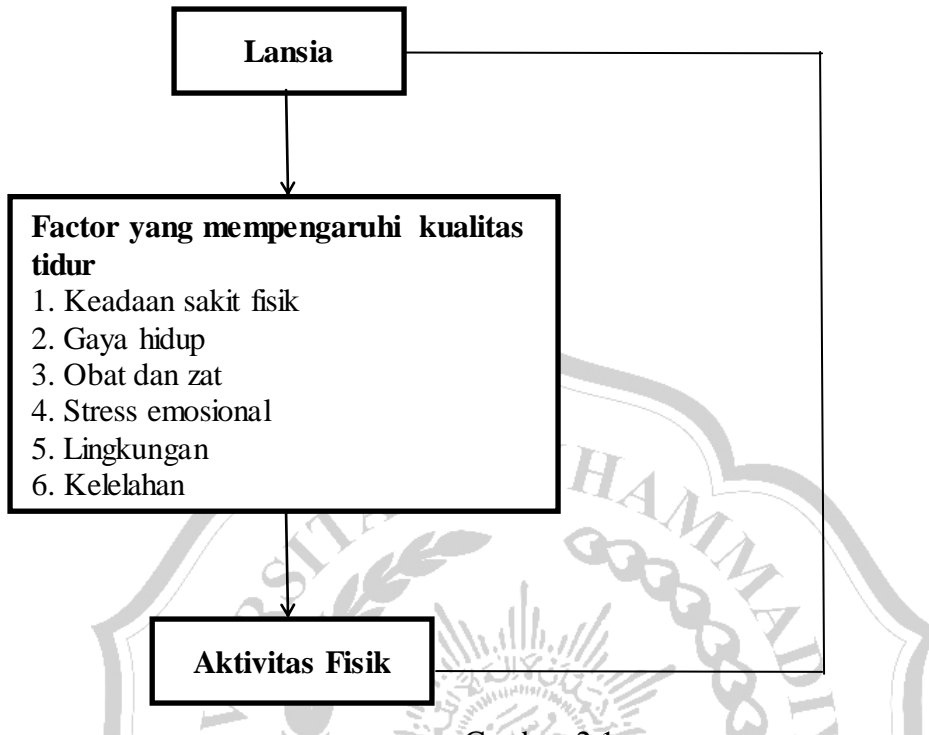 Lansia
Factor yang mempengaruhi kualitas
tidur
1. Keadaan sakit fisik
2. Gaya hidup
3. Obat dan zat
4. Stress emosional
5. Lingkungan
6. Kelelahan
Aktivitas Fisik